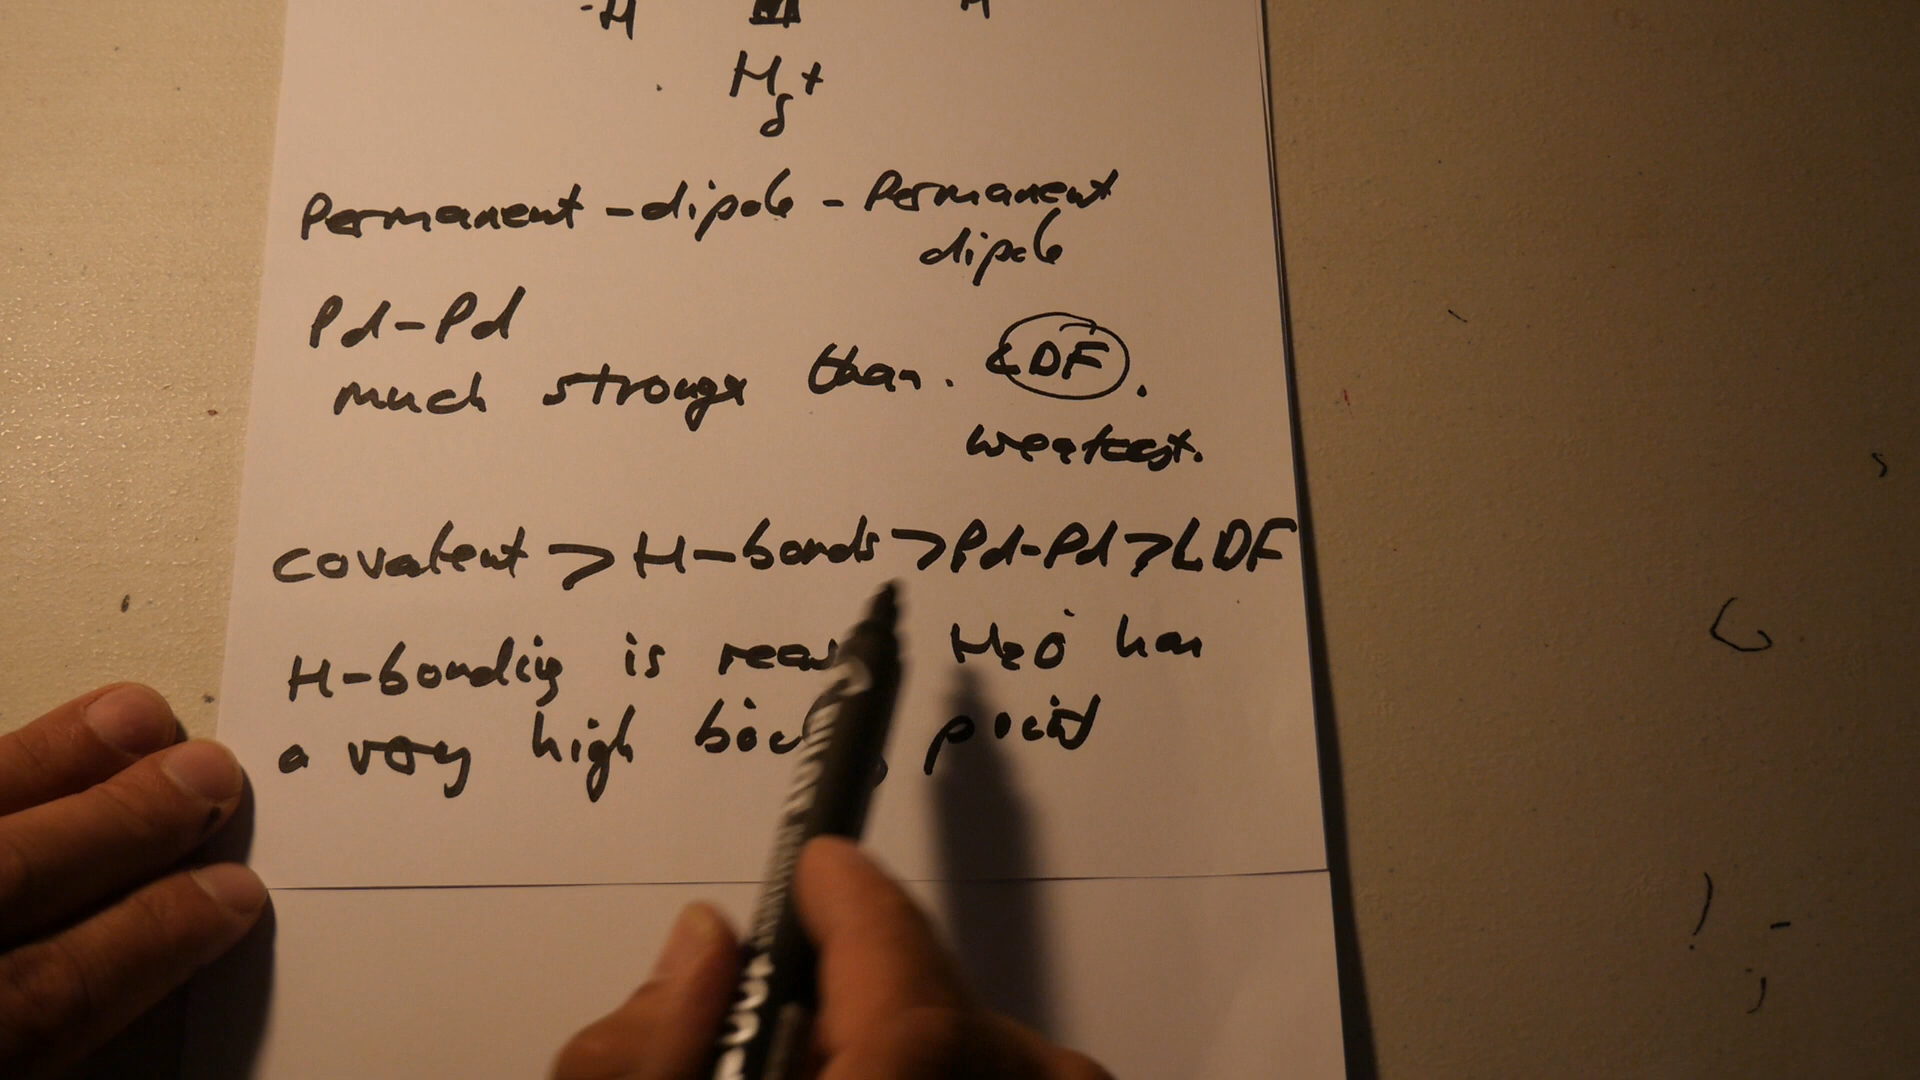 H H
Hδ+
Permanent - dipole - Permanent
dipole
Pd-Pd
much stronger than. LDF.
weakest.
covalent > H-bonds > Pd-Pd > LDF
H-bonding is H2O has
a very high point